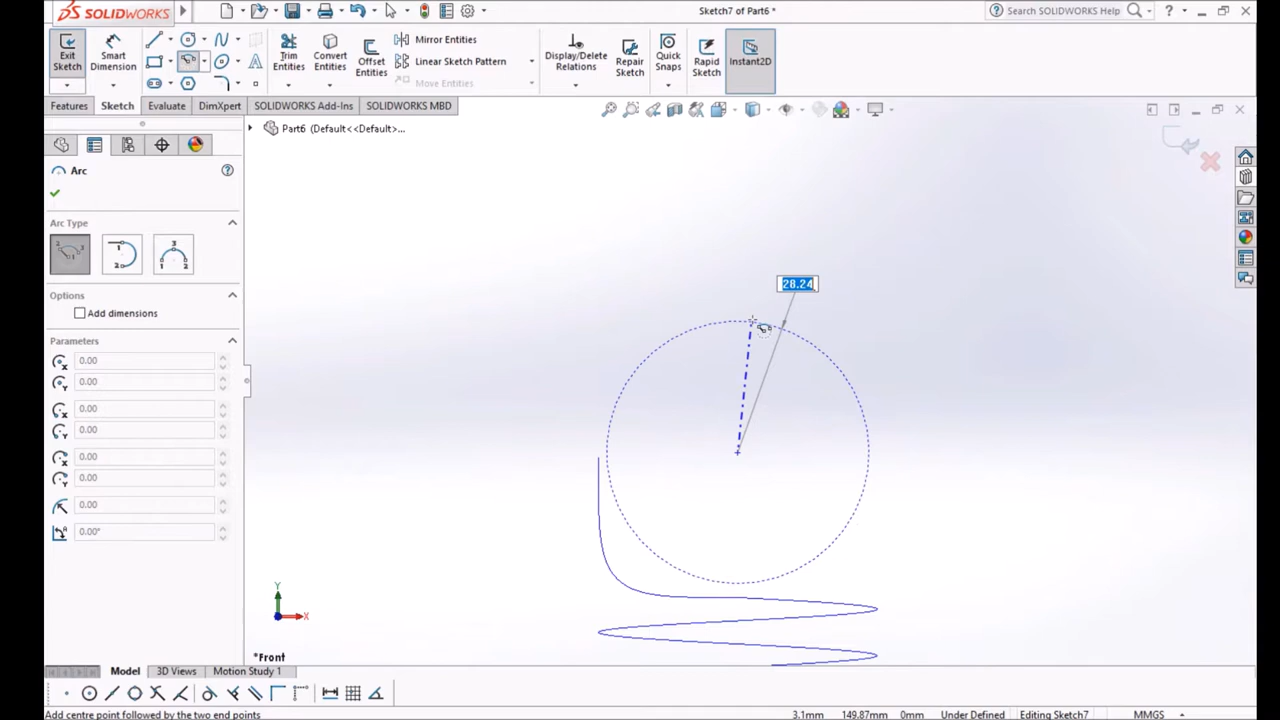 SOLIDWORKS
Sketch7 of Part6 *
Search SOLIDWORKS Help
?
Exit Sketch
Smart Dimension
Trim Entities
Convert Entities
Offset Entities
Mirror Entities
Linear Sketch Pattern
Move Entities
Display/Delete Relations
Repair Sketch
Quick Snaps
Rapid Sketch
Instant2D
Features
Sketch
Evaluate
DimXpert
SOLIDWORKS Add-Ins
SOLIDWORKS MBD
Part6 (Default<<Default>...
Arc
?
Arc Type
Options
Add dimensions
Parameters
0.00
0.00
0.00
0.00
0.00
0.00
0.00
0.00°
28.24
Y
X
*Front
Model
3D Views
Motion Study 1
Add centre point followed by the two end points
3.1mm
149.87mm
0mm
Under Defined
Editing Sketch7
MMGS